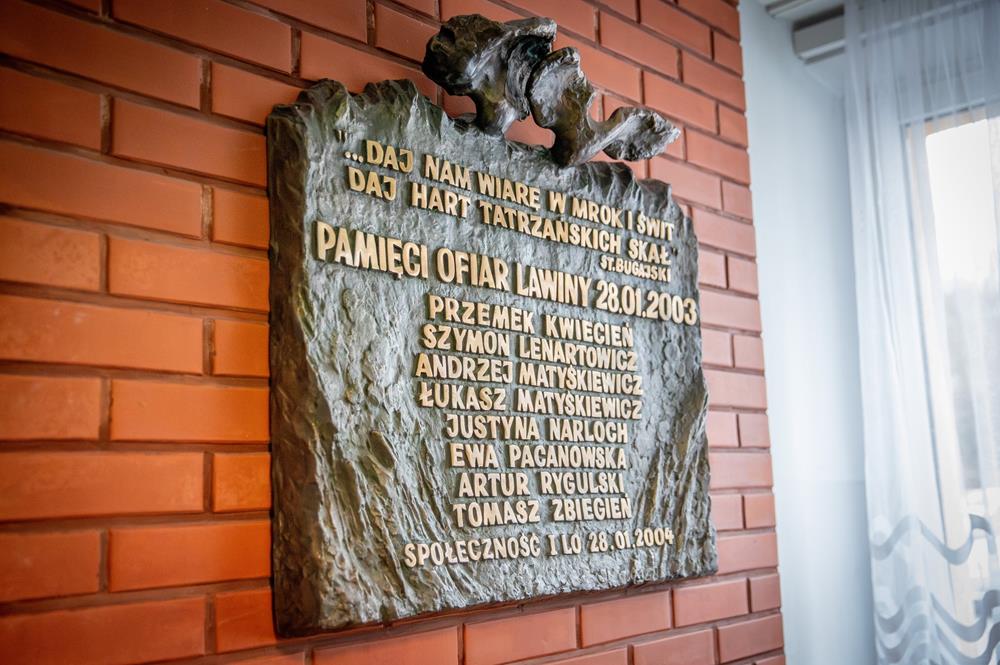 ...DAJ NAM WIARĘ W MROK I ŚWIT
DAJ HART TATRZAŃSKICH SKAŁ"
ST. BUGAJSKI
PAMIĘCI OFIAR LAWINY 28.01.2003
PRZEMEK KWIECIEŃ
SZYMON LENARTOWICZ
ANDRZEJ MATYŚKIEWICZ
ŁUKASZ MATYŚKIEWICZ
JUSTYNA NARLOCH
EWA PACANOWSKA
ARTUR RYGULSKI
TOMASZ ZBIEGIEŃ
SPOŁECZNOŚĆ I LO 28.01.2004